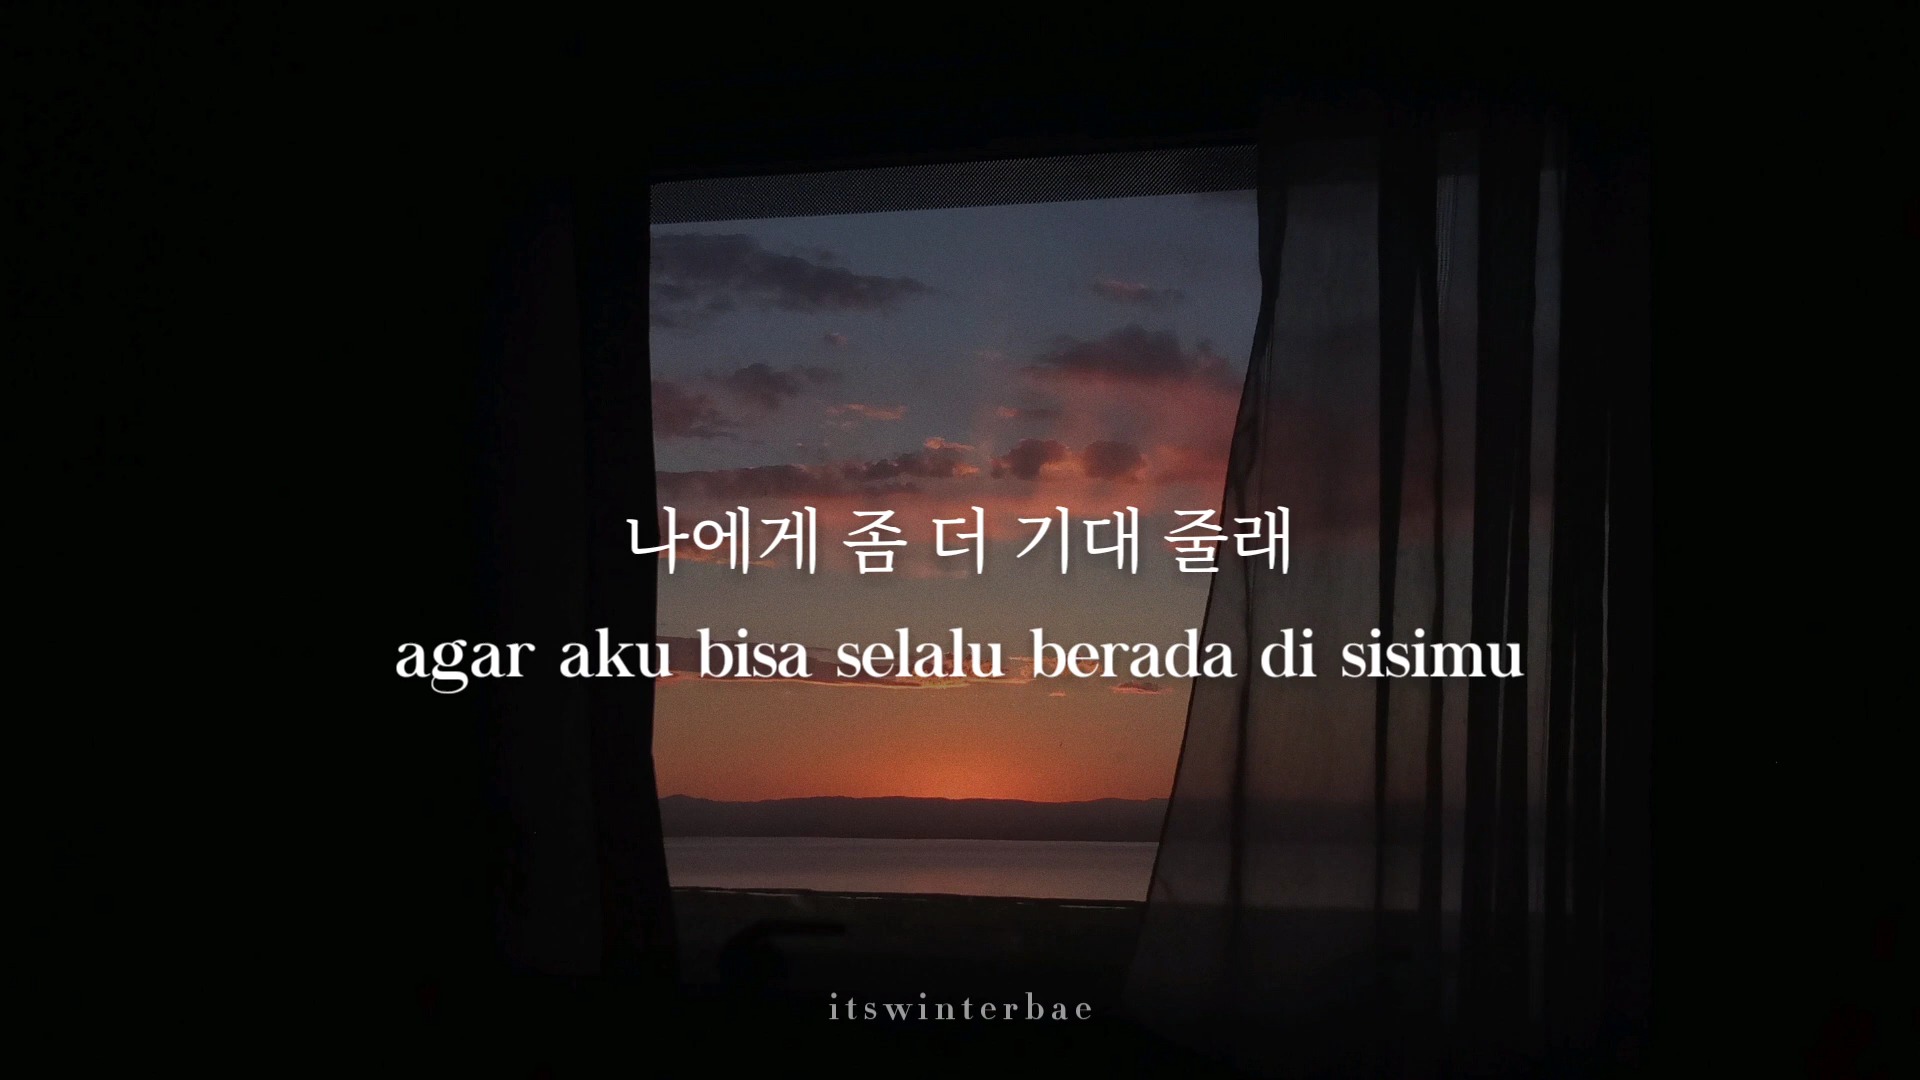 나에게 좀 더 기대 줄래
agar aku bisa selalu berada di sisimu
itswinterbae